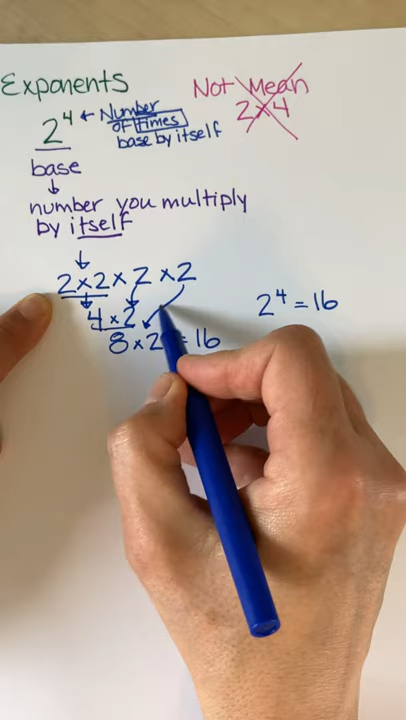 Exponents
Not Mean
2 x 4
2⁴ ← Number
of times
base by itself
base
↓
number you multiply
by itself
↓
2 x 2 x 2 x 2
4 x 2
8 x 2 = 16
2⁴ = 16